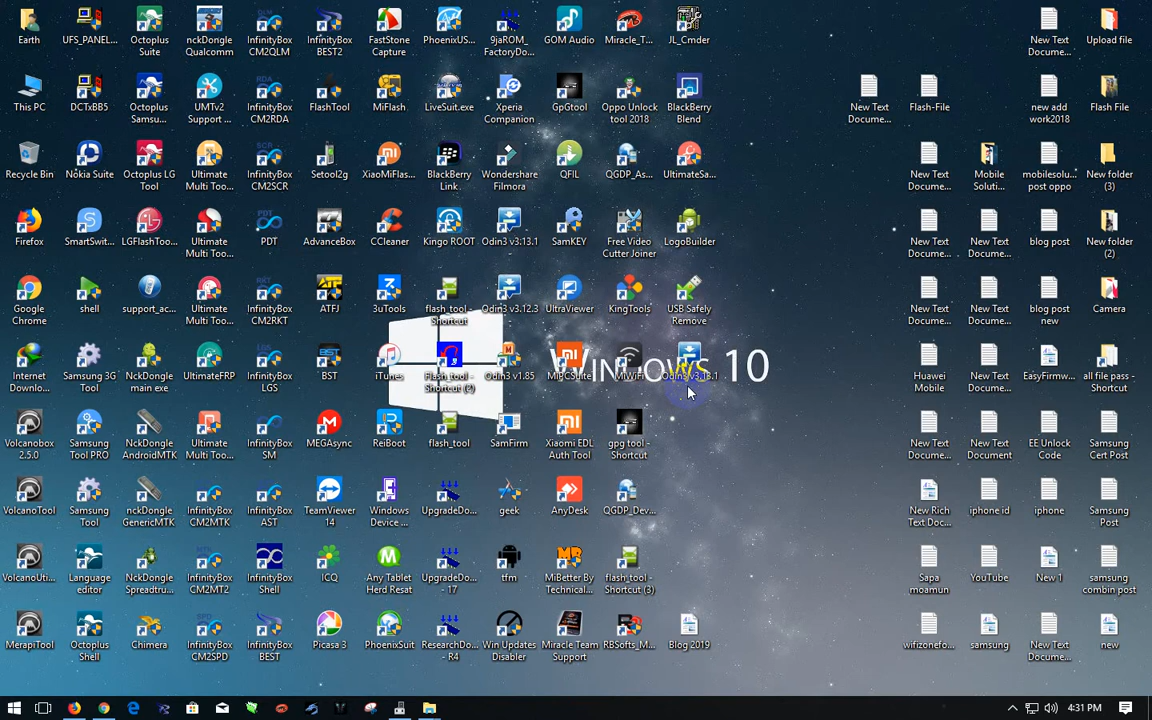 Earth
UFS_PANEL...
Octoplus
Suite
nckDongle
Qualcomm
InfinityBox
CM2QLM
InfinityBox
BEST2
FastStone
Capture
PhoenixUS...
9jaROM_
FactoryDo...
GOM Audio
Miracle_T...
JL_Cmder
New Text
Docume...
Upload file
This PC
DCTxBB5
Octoplus
Samsu...
UMTv2
Support ...
InfinityBox
CM2RDA
FlashTool
MiFlash
LiveSuit.exe
Xperia
Companion
GpGtool
Oppo Unlock
tool 2018
BlackBerry
Blend
New Text
Docume...
Flash-File
new add
work2018
Flash File
Recycle Bin
Nokia Suite
Octoplus LG
Tool
Ultimate
Multi Too...
InfinityBox
CM2SCR
Setool2g
XiaoMiFlas...
BlackBerry
Link
Wondershare
Filmora
QFIL
QGDP_As...
UltimateSa...
New Text
Docume...
Mobile
Soluti...
mobilesolu...
post oppo
New folder
(3)
Firefox
SmartSwit...
LGFlashToo...
Ultimate
Multi Too...
PDT
AdvanceBox
CCleaner
Kingo ROOT
Odin3 v3:13.1
SamKEY
Free Video
Cutter Joiner
LogoBuilder
New Text
Docume...
New Text
Docume...
blog post
New folder
(2)
Google
Chrome
shell
support_ac...
Ultimate
Multi Too...
InfinityBox
CM2RKT
ATFJ
3uTools
flash_tool -
Shortcut
Odin3 v3.12.3
UltraViewer
KingTools
USB Safely
Remove
New Text
Docume...
New Text
Docume...
blog post
new
Camera
Internet
Downlo...
Samsung 3G
Tool
NckDongle
main exe
UltimateFRP
InfinityBox
LGS
BST
iTunes
Flash_tool -
Shortcut (2)
Odin3 v1.85
MiPCSuite
MiWiFi
Odin3 v3.13.1
WINDOWS 10
Huawei
Mobile
New Text
Docume...
EasyFirmw...
all file pass -
Shortcut
Volcanobox
2.5.0
Samsung
Tool PRO
NckDongle
AndroidMTK
Ultimate
Multi Too...
InfinityBox
SM
MEGAsync
ReiBoot
flash_tool
SamFirm
Xiaomi EDL
Auth Tool
gpg tool -
Shortcut
New Text
Docume...
New Text
Document
EE Unlock
Code
Samsung
Cert Post
VolcanoTool
Samsung
Tool
nckDongle
GenericMTK
InfinityBox
CM2MTK
InfinityBox
AST
TeamViewer
14
Windows
Device ...
UpgradeDo...
geek
AnyDesk
QGDP_Dev...
New Rich
Text Doc...
iphone id
iphone
Samsung
Post
VolcanoUti...
Language
editor
NckDongle
Spreadtru...
InfinityBox
CM2MT2
InfinityBox
Shell
ICQ
Any Tablet
Herd Resat
UpgradeDo...
- 17
tfm
MiBetter By
Technical...
flash_tool -
Shortcut (3)
Sapa
moamun
YouTube
New 1
samsung
combin post
MerapiTool
Octoplus
Shell
Chimera
InfinityBox
CM2SPD
InfinityBox
BEST
Picasa 3
PhoenixSuit
ResearchDo...
- R4
Win Updates
Disabler
Miracle Team
Support
RBSofts_M...
Blog 2019
wifizonefo...
samsung
New Text
Docume...
new
4:31 PM